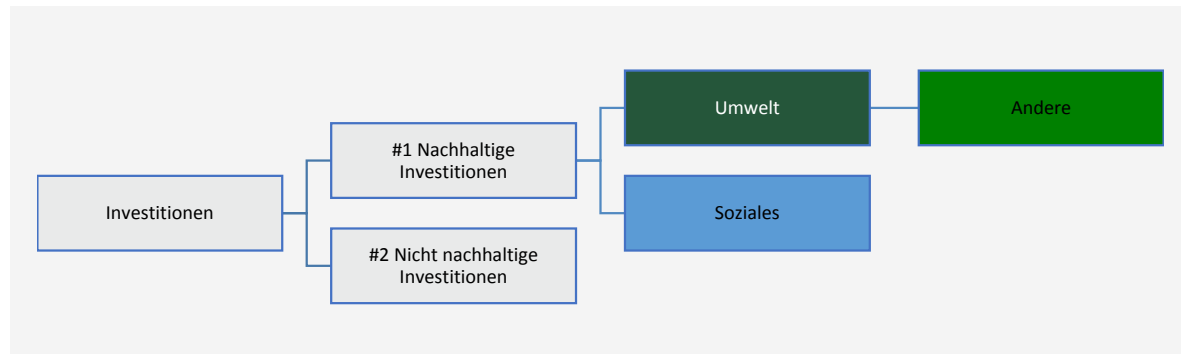 Umwelt
Andere
#1 Nachhaltige
Investitionen
Investitionen
Soziales
#2 Nicht nachhaltige
Investitionen